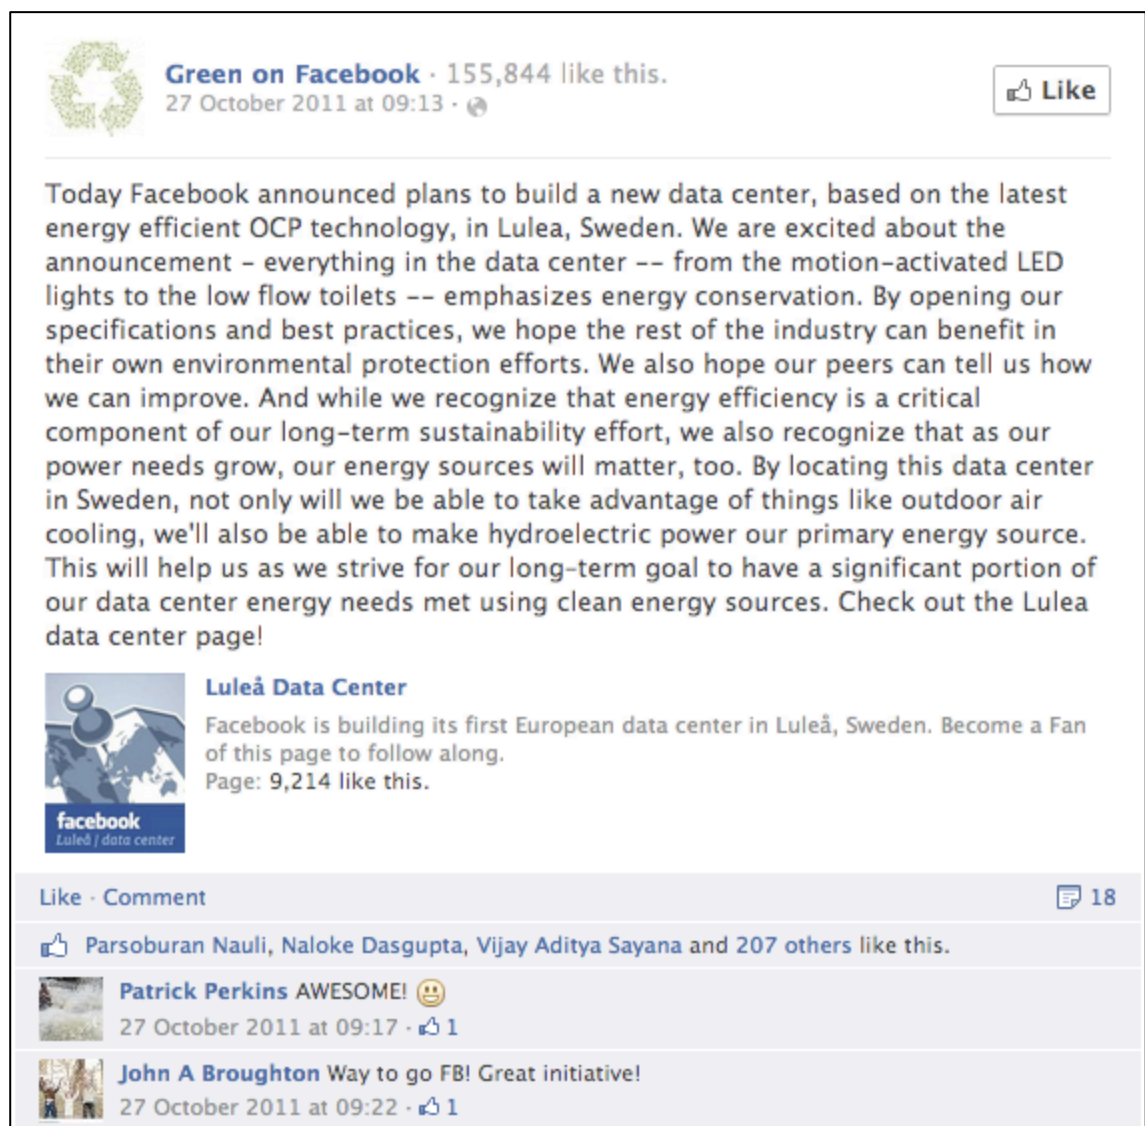 Green on Facebook · 155,844 like this.
27 October 2011 at 09:13 ·
Like
Today Facebook announced plans to build a new data center, based on the latest
energy efficient OCP technology, in Lulea, Sweden. We are excited about the
announcement – everything in the data center -- from the motion-activated LED
lights to the low flow toilets -- emphasizes energy conservation. By opening our
specifications and best practices, we hope the rest of the industry can benefit in
their own environmental protection efforts. We also hope our peers can tell us how
we can improve. And while we recognize that energy efficiency is a critical
component of our long-term sustainability effort, we also recognize that as our
power needs grow, our energy sources will matter, too. By locating this data center
in Sweden, not only will we be able to take advantage of things like outdoor air
cooling, we'll also be able to make hydroelectric power our primary energy source.
This will help us as we strive for our long-term goal to have a significant portion of
our data center energy needs met using clean energy sources. Check out the Lulea
data center page!
Luleå Data Center
Facebook is building its first European data center in Luleå, Sweden. Become a Fan
of this page to follow along.
Page: 9,214 like this.
facebook
Luleå | data center
Like · Comment
18
Parsoburan Nauli, Naloke Dasgupta, Vijay Aditya Sayana and 207 others like this.
Patrick Perkins AWESOME!
27 October 2011 at 09:17 · 1
John A Broughton Way to go FB! Great initiative!
27 October 2011 at 09:22 · 1